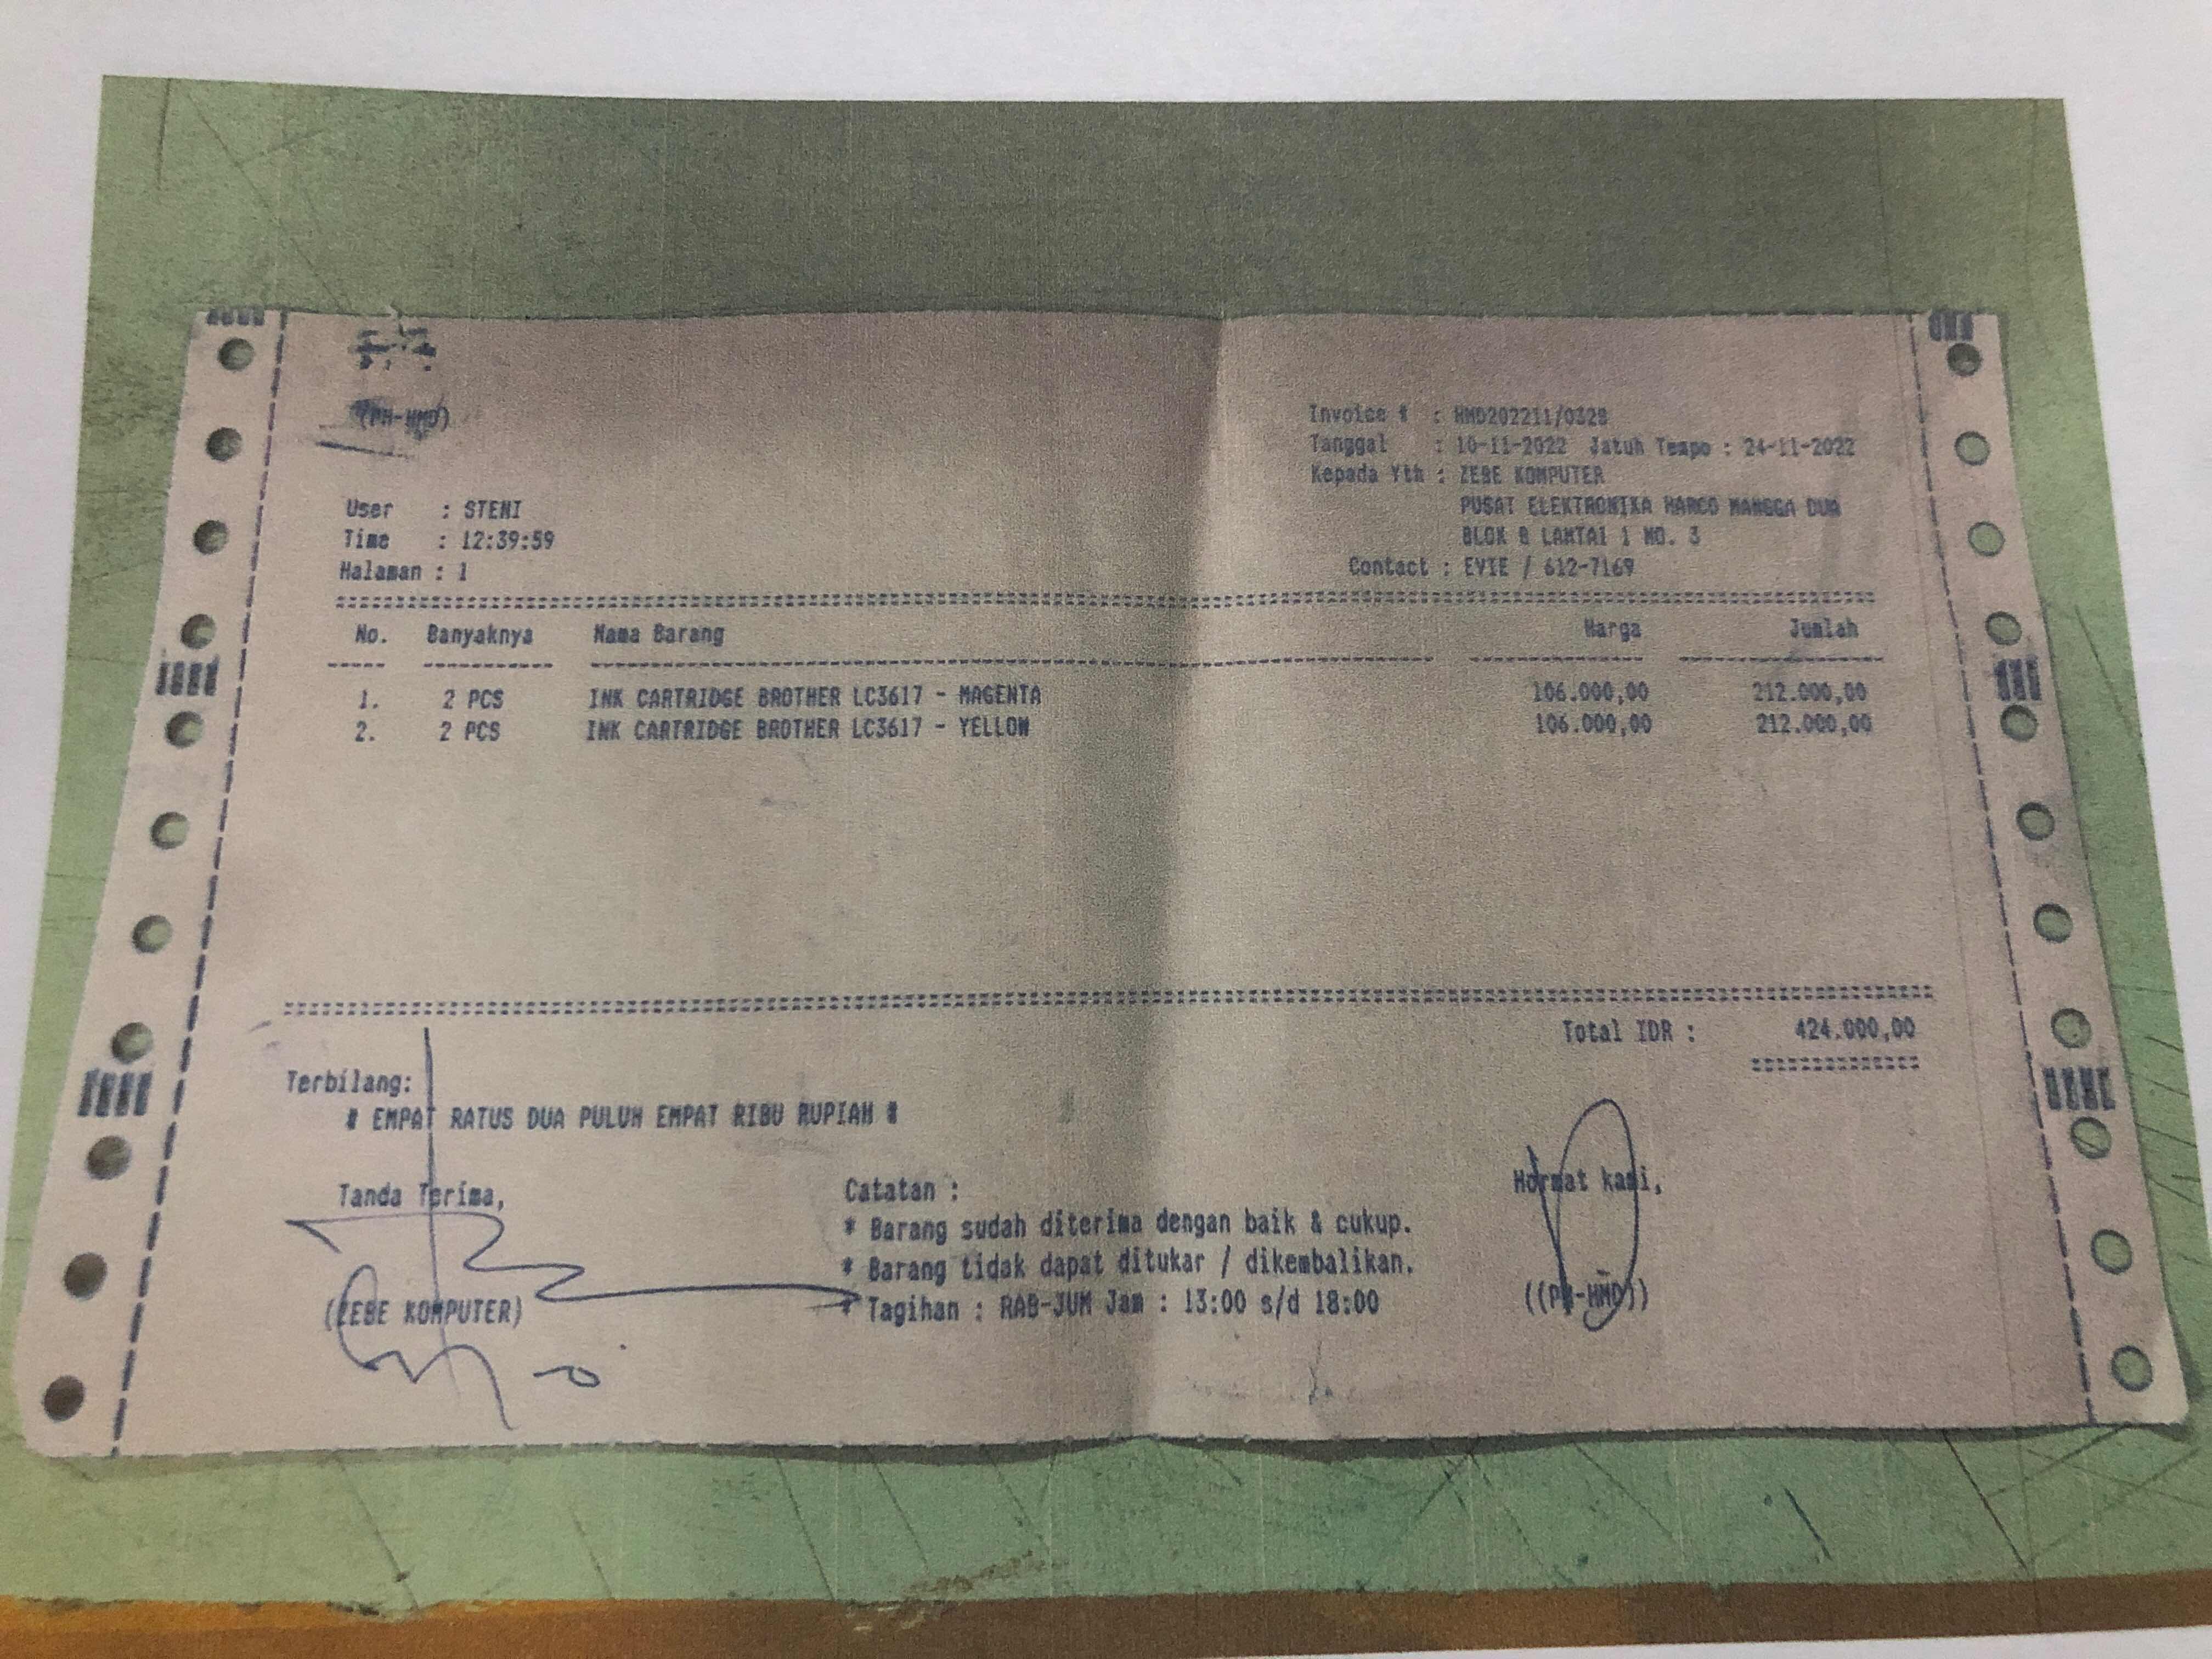 (PH-HMD)
Invoice # : HMD202211/0328
Tanggal : 10-11-2022 Jatuh Tempo : 24-11-2022
Kepada Yth : ZEBE KOMPUTER
PUSAT ELEKTRONIKA HARCO MANGGA DUA
BLOK B LANTAI 1 NO. 3
Contact : EVIE / 612-7169
User : STENI
Time : 12:39:59
Halaman : 1
No. Banyaknya Nama Barang Harga Jumlah
1. 2 PCS INK CARTRIDGE BROTHER LC3617 - MAGENTA 106.000,00 212.000,00
2. 2 PCS INK CARTRIDGE BROTHER LC3617 - YELLOW 106.000,00 212.000,00
Total IDR : 424.000,00
Terbilang:
# EMPAT RATUS DUA PULUH EMPAT RIBU RUPIAH #
Tanda Terima,
(ZEBE KOMPUTER)
Catatan :
* Barang sudah diterima dengan baik & cukup.
* Barang tidak dapat ditukar / dikembalikan.
* Tagihan : RAB-JUM Jam : 13:00 s/d 18:00
Hormat kami,
((PH-HMD))